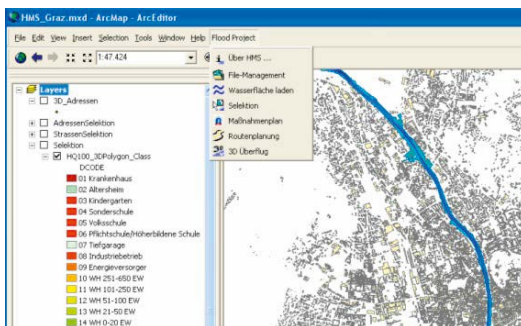 HMS_Graz.mxd - ArcMap - ArcEditor
File Edit View Insert Selection Tools Window Help Flood Project
1:47.424
Über HMS ...
File-Management
Wasserfläche laden
Selektion
Maßnahmenplan
Routenplanung
3D Überflug
Layers
3D_Adressen
AdressenSelektion
StrassenSelektion
Selektion
HQ100_3DPolygon_Class
DCODE
01 Krankenhaus
02 Altersheim
03 Kindergarten
04 Sonderschule
05 Volksschule
06 Pflichtschule/Höherbildene Schule
07 Tiefgarage
08 Industriebetrieb
09 Energieversorger
10 WH 251-650 EW
11 WH 101-250 EW
12 WH 51-100 EW
13 WH 21-50 EW
14 WH 0-20 EW